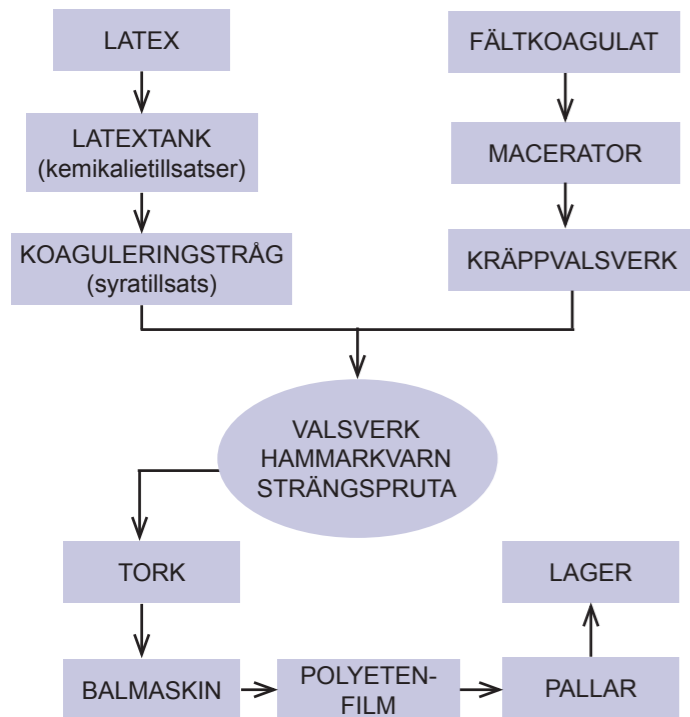 LATEX
LATEXTANK
(kemikalietillsatser)
KOAGULERINGSTRÅG
(syratillsats)
FÄLTKOAGULAT
MACERATOR
KRÄPPVALSVERK
VALSVERK
HAMMARKVARN
STRÄNGSPRUTA
TORK
BALMASKIN
POLYETEN-
FILM
PALLAR
LAGER